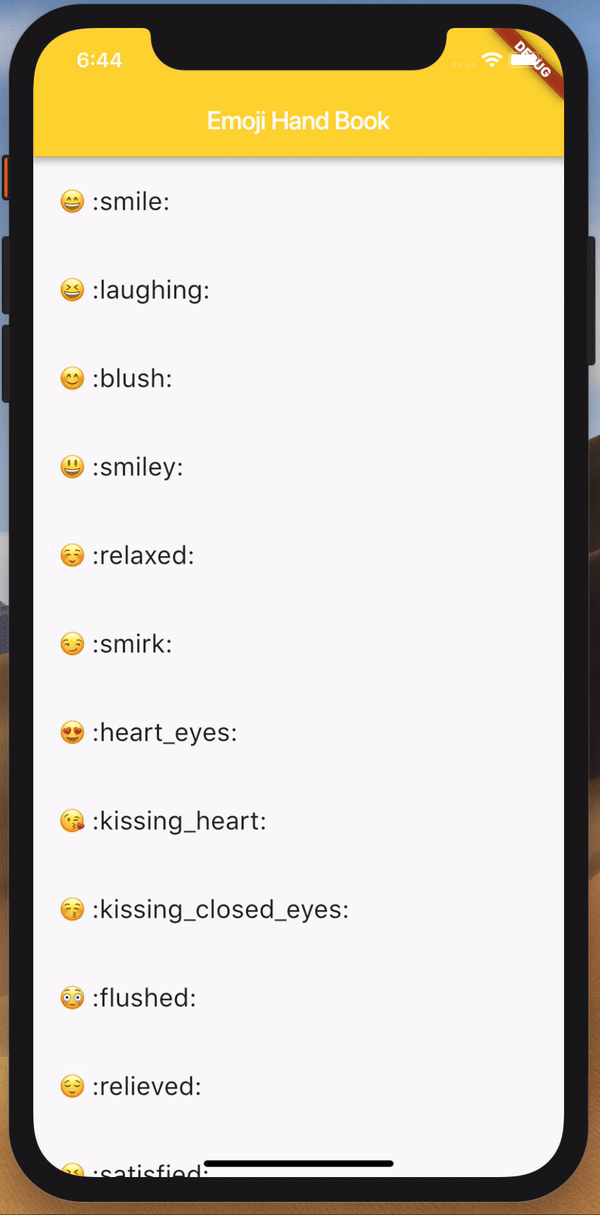 6:44
DEBUG
Emoji Hand Book
😄 :smile:
😆 :laughing:
😊 :blush:
😃 :smiley:
☺️ :relaxed:
😏 :smirk:
😍 :heart_eyes:
😘 :kissing_heart:
😚 :kissing_closed_eyes:
😳 :flushed:
😌 :relieved:
😆 :satisfied: